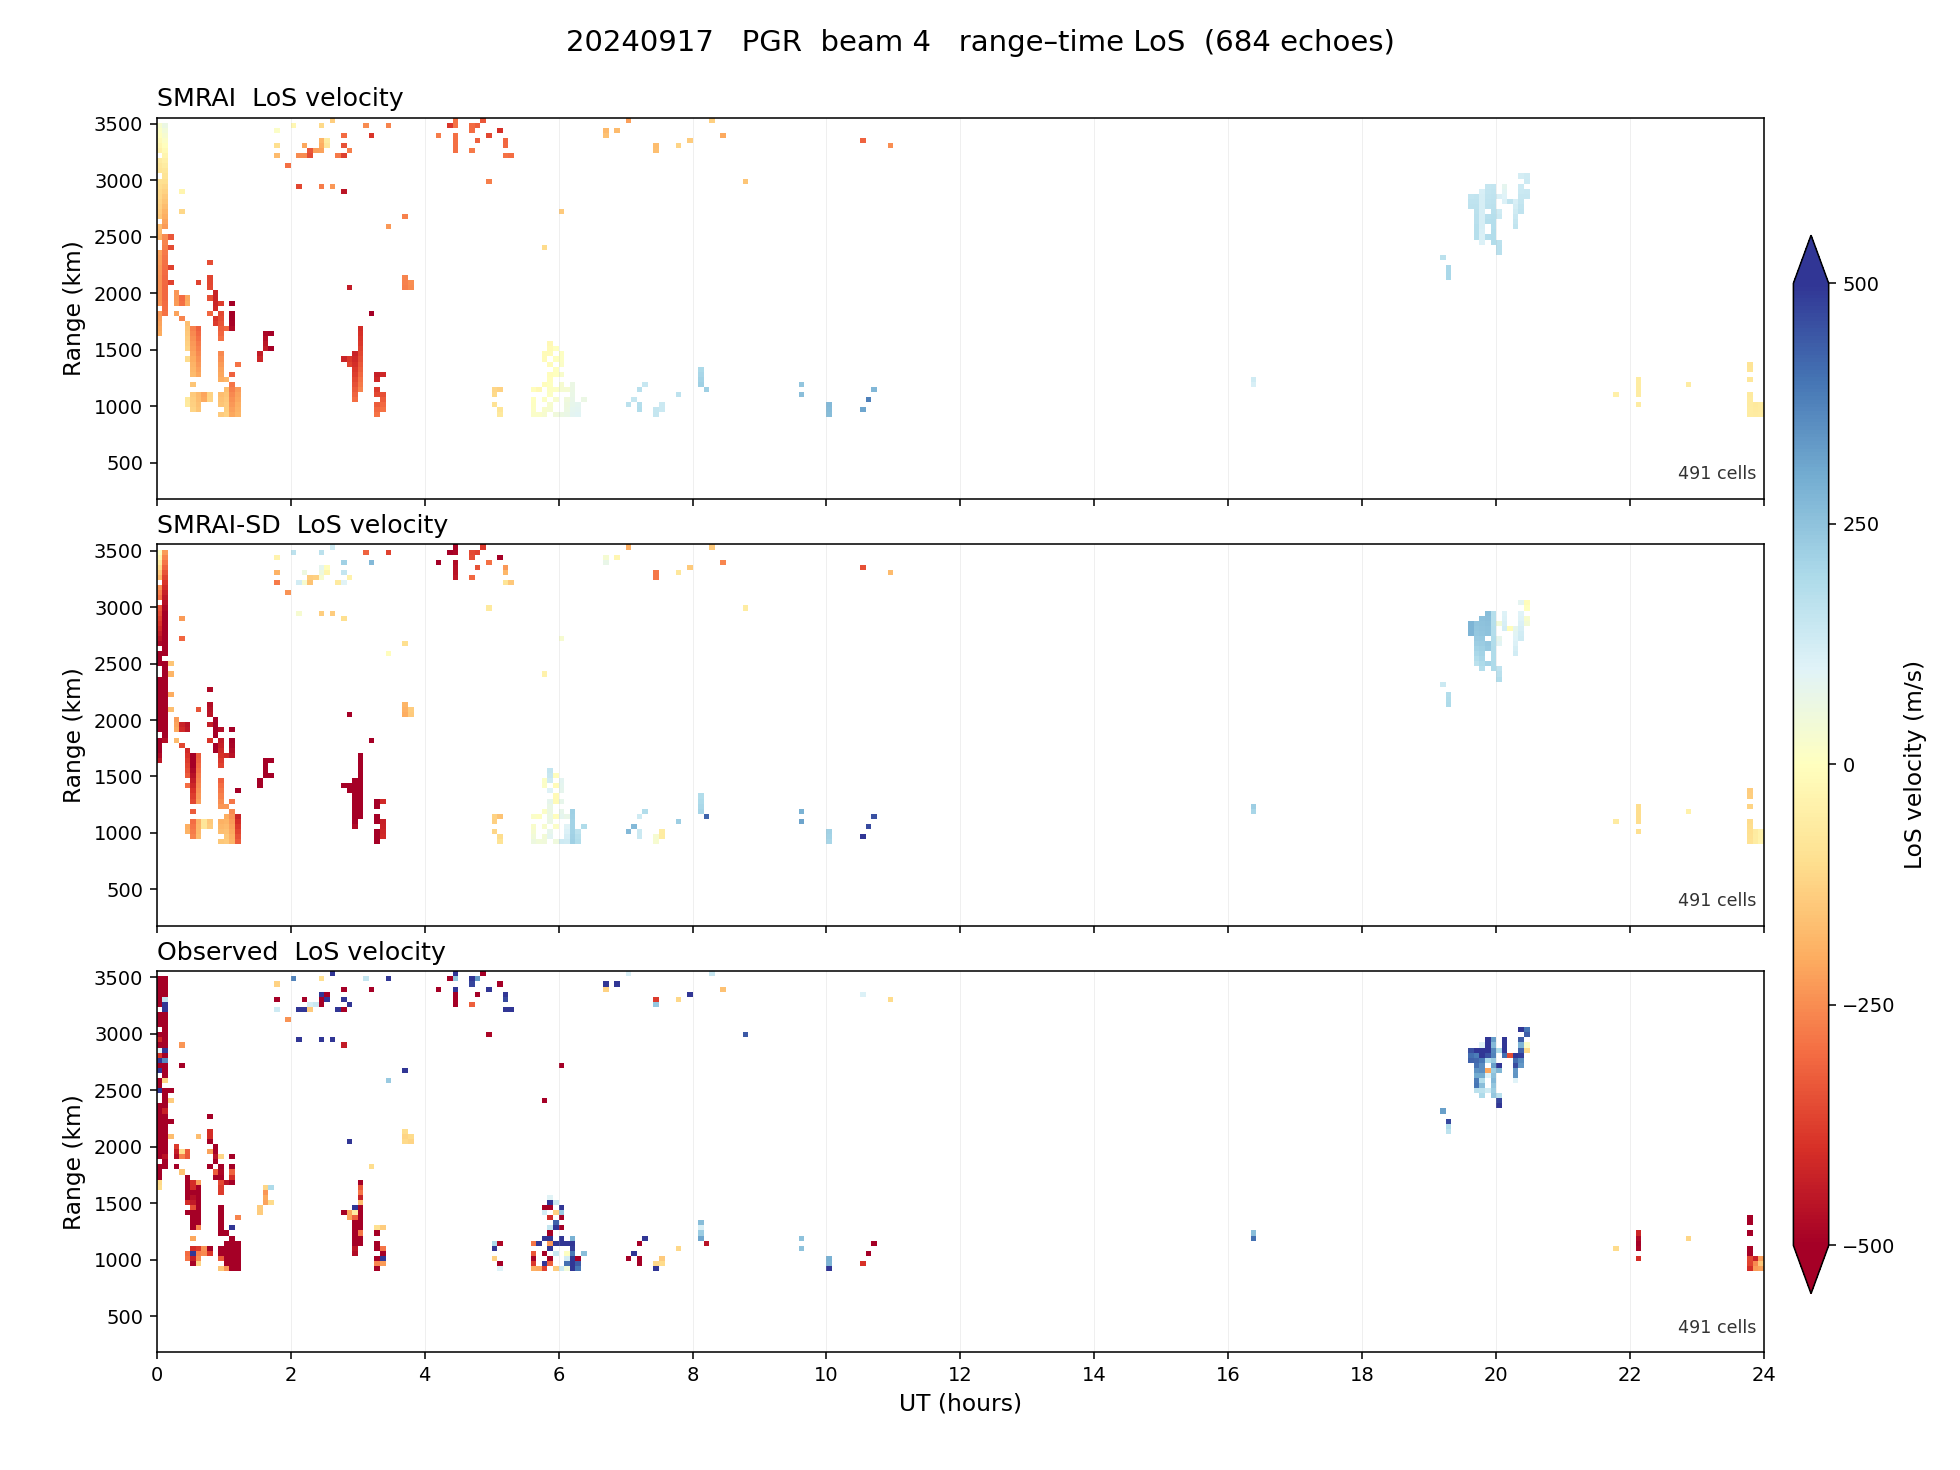 20240917   PGR  beam 4   range–time LoS  (684 echoes)
SMRAI  LoS velocity
3500
3000
2500
2000
1500
1000
500
Range (km)
491 cells
SMRAI-SD  LoS velocity
3500
3000
2500
2000
1500
1000
500
Range (km)
491 cells
Observed  LoS velocity
3500
3000
2500
2000
1500
1000
500
Range (km)
491 cells
0 2 4 6 8 10 12 14 16 18 20 22 24
UT (hours)
500
250
0
−250
−500
LoS velocity (m/s)